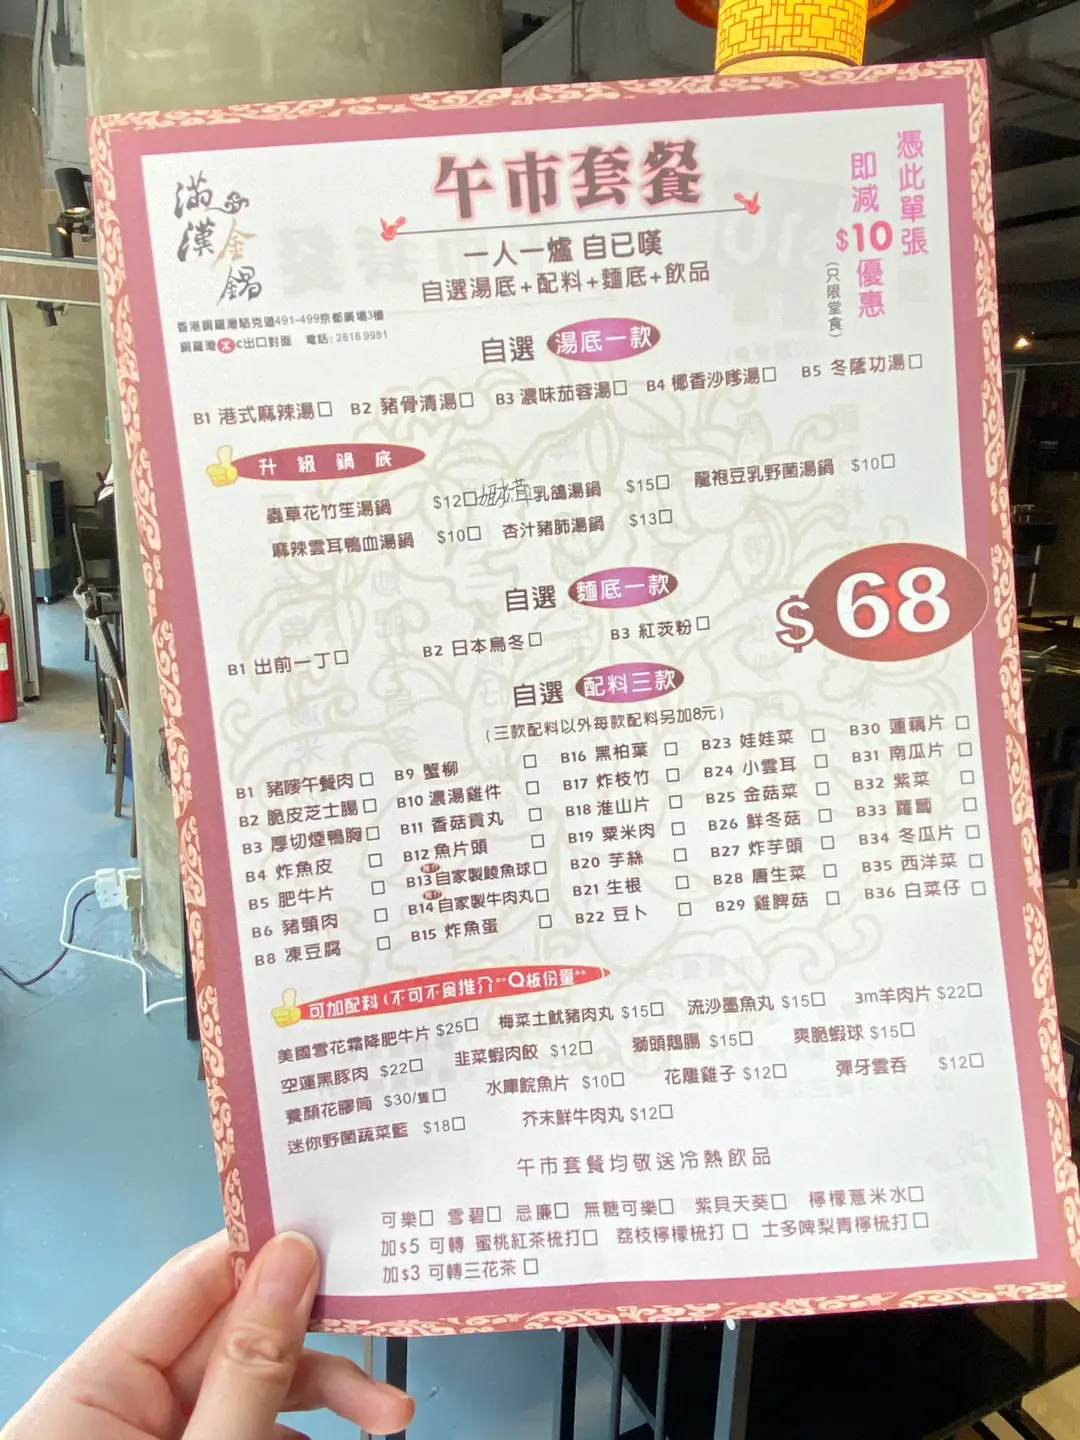 午市套餐
一人一爐 自己嘆
自選湯底+配料+麵底+飲品
憑此單張
即減
$10優惠
(只限堂食)
滿漢金鍋
香港銅鑼灣駱克道491-499京都廣場3樓
銅鑼灣C出口對面 電話: 2818 9981
自選 湯底一款
B1 港式麻辣湯□ B2 豬骨清湯□ B3 濃味茄蓉湯□ B4 椰香沙嗲湯□ B5 冬蔭功湯□
升級鍋底
蟲草花竹笙湯鍋 $12□ 乳鴿湯鍋 $15□ 龍袍豆乳野菌湯鍋 $10□
麻辣雲耳鴨血湯鍋 $10□ 杏汁豬肺湯鍋 $13□
自選 麵底一款
$68
B1 出前一丁□ B2 日本烏冬□ B3 紅茨粉□
自選 配料三款
(三款配料以外每款配料另加8元)
B1 豬嘜午餐肉□ B9 蟹柳 □ B16 黑柏葉 □ B23 娃娃菜 □ B30 蓮藕片 □
B2 脆皮芝士腸□ B10 濃湯雞件 □ B17 炸枝竹 □ B24 小雲耳 □ B31 南瓜片 □
B3 厚切煙鴨胸□ B11 香菇貢丸 □ B18 淮山片 □ B25 金菇菜 □ B32 紫菜 □
B4 炸魚皮 □ B12 魚片頭 □ B19 粟米肉 □ B26 鮮冬菇 □ B33 蘿蔔 □
B5 肥牛片 □ B13 自家製鯪魚球□ B20 芋絲 □ B27 炸芋頭 □ B34 冬瓜片 □
B6 豬頸肉 □ B14 自家製牛肉丸□ B21 生根 □ B28 唐生菜 □ B35 西洋菜 □
B8 凍豆腐 □ B15 炸魚蛋 □ B22 豆卜 □ B29 雞脾菇 □ B36 白菜仔 □
可加配料 (不可不食推介**Q板份量**
美國雪花霜降肥牛片 $25□ 梅菜土魷豬肉丸 $15□ 流沙墨魚丸 $15□ 3m羊肉片 $22□
空運黑豚肉 $22□ 韭菜蝦肉餃 $12□ 獅頭鵝腸 $15□ 爽脆蝦球 $15□
養顏花膠筒 $30/隻□ 水庫皖魚片 $10□ 花雕雞子 $12□ 彈牙雲吞 $12□
迷你野菌蔬菜籃 $18□ 芥末鮮牛肉丸 $12□
午市套餐均敬送冷熱飲品
可樂□ 雪碧□ 忌廉□ 無糖可樂□ 紫貝天葵□ 檸檬薏米水□
加$5 可轉 蜜桃紅茶梳打□ 荔枝檸檬梳打 □ 士多啤梨青檸梳打 □
加$3 可轉三花茶 □